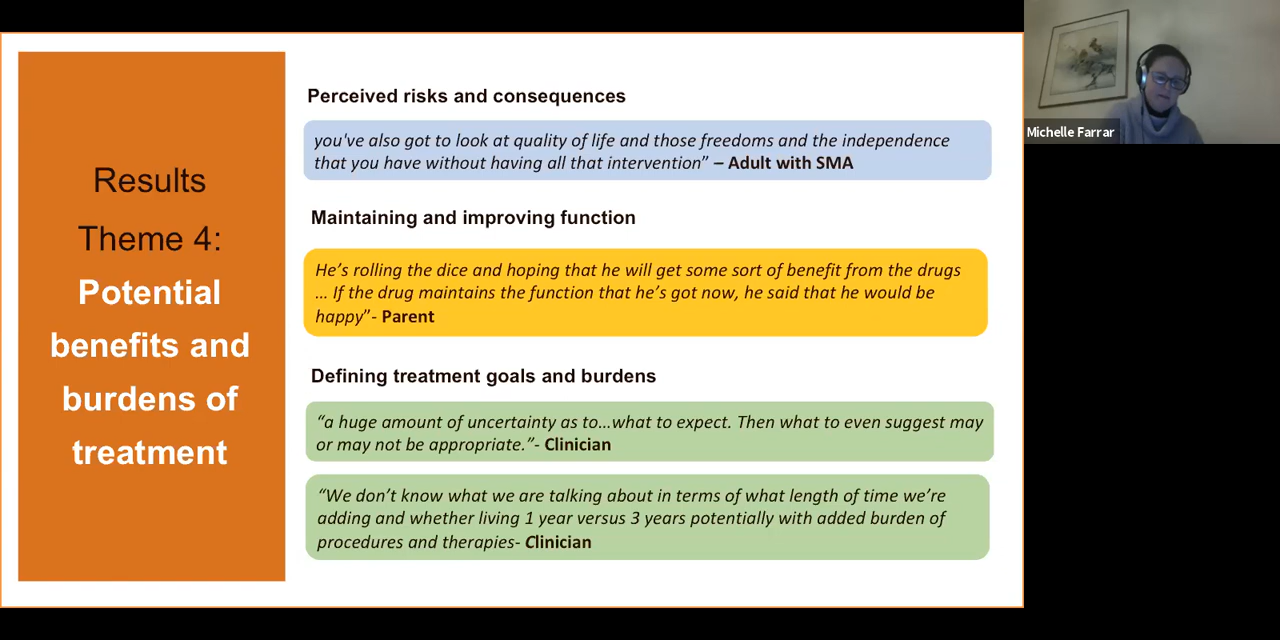 Results
Theme 4:
Potential
benefits and
burdens of
treatment
Perceived risks and consequences
you've also got to look at quality of life and those freedoms and the independence
that you have without having all that intervention” – Adult with SMA
Maintaining and improving function
He’s rolling the dice and hoping that he will get some sort of benefit from the drugs
… If the drug maintains the function that he’s got now, he said that he would be
happy”- Parent
Defining treatment goals and burdens
“a huge amount of uncertainty as to…what to expect. Then what to even suggest may
or may not be appropriate.”- Clinician
“We don’t know what we are talking about in terms of what length of time we’re
adding and whether living 1 year versus 3 years potentially with added burden of
procedures and therapies- Clinician
Michelle Farrar